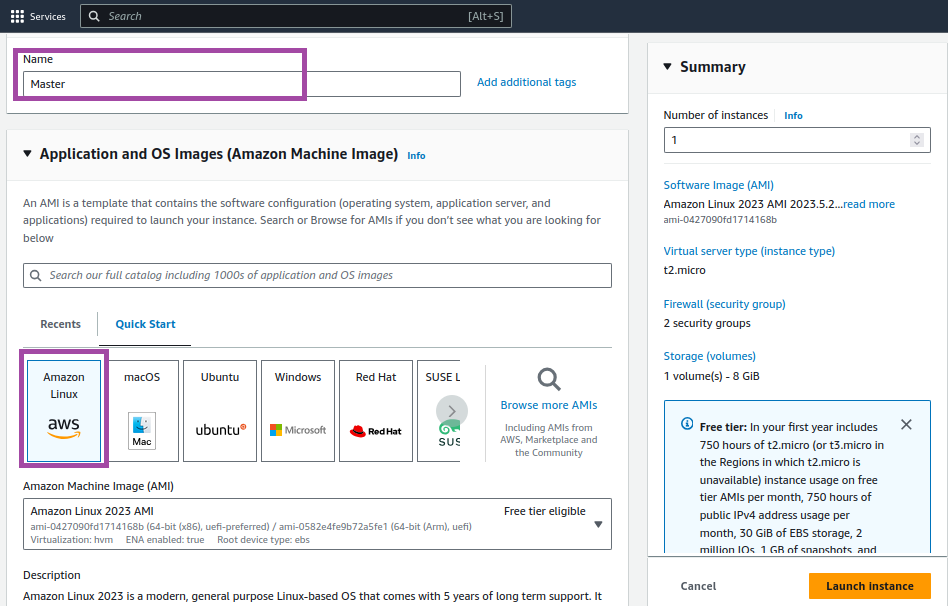 Services
Search
[Alt+S]
Name
Master
Add additional tags
Application and OS Images (Amazon Machine Image) Info
An AMI is a template that contains the software configuration (operating system, application server, and
applications) required to launch your instance. Search or Browse for AMIs if you don't see what you are looking for
below
Search our full catalog including 1000s of application and OS images
Recents
Quick Start
Amazon
Linux
aws
macOS
Mac
Ubuntu
ubuntu
Windows
Microsoft
Red Hat
Red Hat
SUSE L
SUS
Browse more AMIs
Including AMIs from
AWS, Marketplace and
the Community
Amazon Machine Image (AMI)
Amazon Linux 2023 AMI
Free tier eligible
ami-0427090fd1714168b (64-bit (x86), uefi-preferred) / ami-0582e4fe9b72a5fe1 (64-bit (Arm), uefi)
Virtualization: hvm ENA enabled: true Root device type: ebs
Description
Amazon Linux 2023 is a modern, general purpose Linux-based OS that comes with 5 years of long term support. It
Summary
Number of instances Info
1
Software Image (AMI)
Amazon Linux 2023 AMI 2023.5.2...read more
ami-0427090fd1714168b
Virtual server type (instance type)
t2.micro
Firewall (security group)
2 security groups
Storage (volumes)
1 volume(s) - 8 GiB
Free tier: In your first year includes
750 hours of t2.micro (or t3.micro in
the Regions in which t2.micro is
unavailable) instance usage on free
tier AMIs per month, 750 hours of
public IPv4 address usage per
month, 30 GiB of EBS storage, 2
million IOs, 1 GB of snapshots, and
Cancel
Launch instance